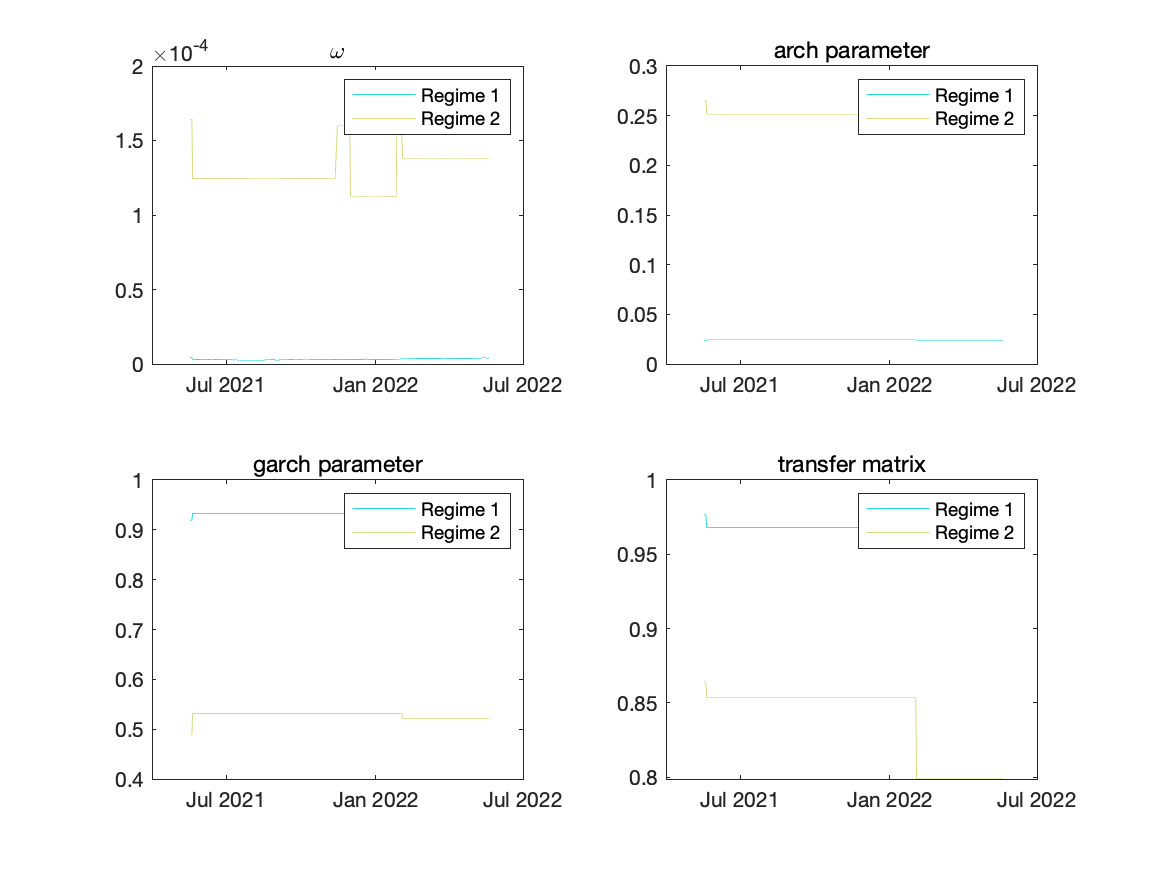 ×10-4
ω
2
1.5
1
0.5
0
Jul 2021
Jan 2022
Jul 2022
Regime 1
Regime 2
arch parameter
0.3
0.25
0.2
0.15
0.1
0.05
0
Jul 2021
Jan 2022
Jul 2022
Regime 1
Regime 2
garch parameter
1
0.9
0.8
0.7
0.6
0.5
0.4
Jul 2021
Jan 2022
Jul 2022
Regime 1
Regime 2
transfer matrix
1
0.95
0.9
0.85
0.8
Jul 2021
Jan 2022
Jul 2022
Regime 1
Regime 2